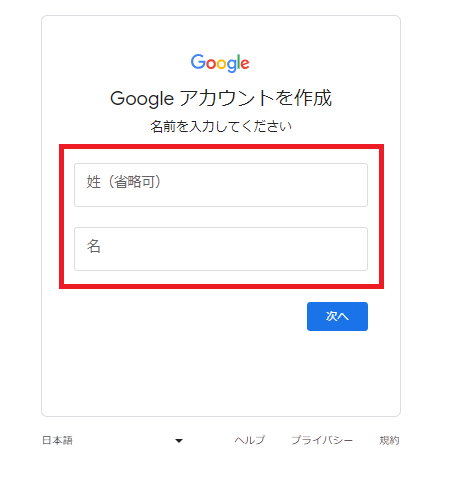 Google
Google アカウントを作成
名前を入力してください
姓（省略可）
名
次へ
日本語 ヘルプ プライバシー 規約